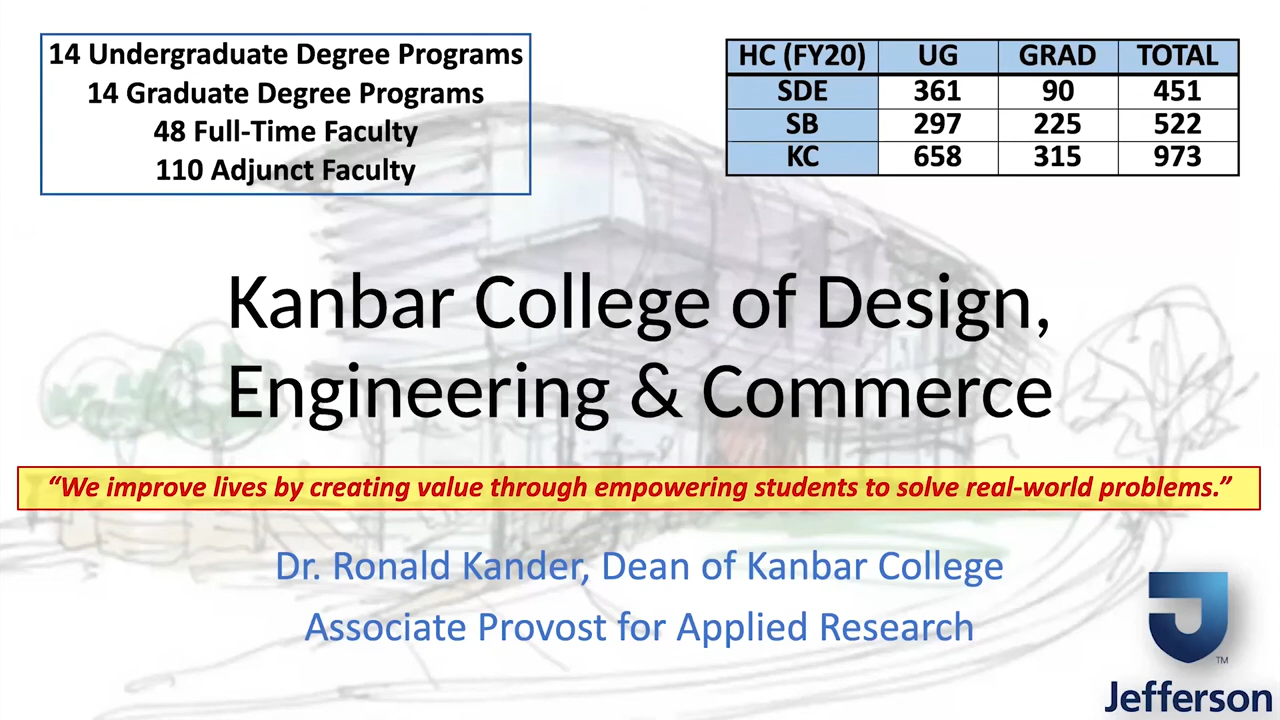 14 Undergraduate Degree Programs
14 Graduate Degree Programs
48 Full-Time Faculty
110 Adjunct Faculty
HC (FY20) UG GRAD TOTAL
SDE 361 90 451
SB 297 225 522
KC 658 315 973
Kanbar College of Design,
Engineering & Commerce
“We improve lives by creating value through empowering students to solve real-world problems.”
Dr. Ronald Kander, Dean of Kanbar College
Associate Provost for Applied Research
TM
Jefferson